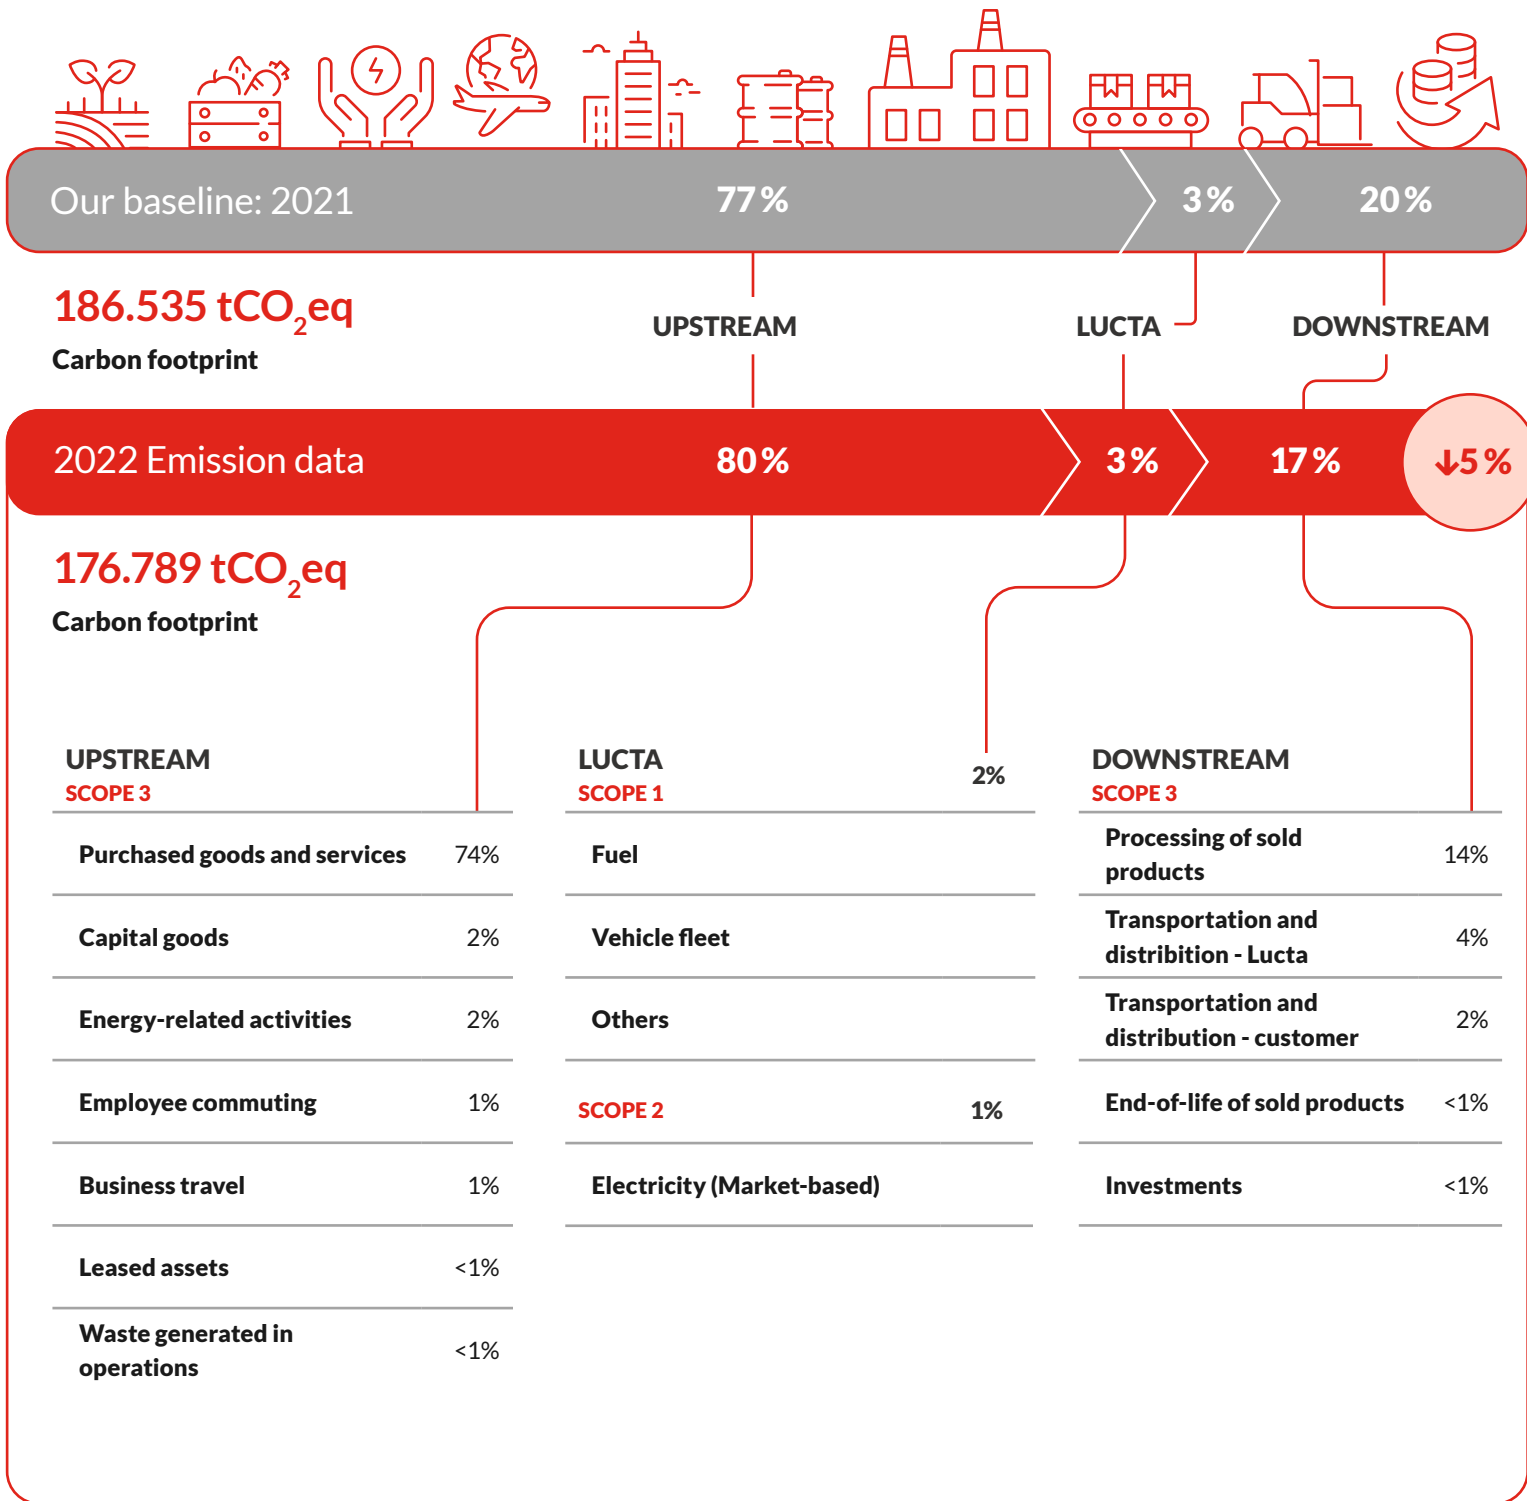 Our baseline: 2021 77% 3% 20%
186.535 tCO2eq
Carbon footprint
UPSTREAM LUCTA DOWNSTREAM
2022 Emission data 80% 3% 17% ↓5%
176.789 tCO2eq
Carbon footprint
UPSTREAM
SCOPE 3
Purchased goods and services 74%
Capital goods 2%
Energy-related activities 2%
Employee commuting 1%
Business travel 1%
Leased assets <1%
Waste generated in
operations <1%
LUCTA
SCOPE 1 2%
Fuel
Vehicle fleet
Others
SCOPE 2 1%
Electricity (Market-based)
DOWNSTREAM
SCOPE 3
Processing of sold
products 14%
Transportation and
distribition - Lucta 4%
Transportation and
distribution - customer 2%
End-of-life of sold products <1%
Investments <1%